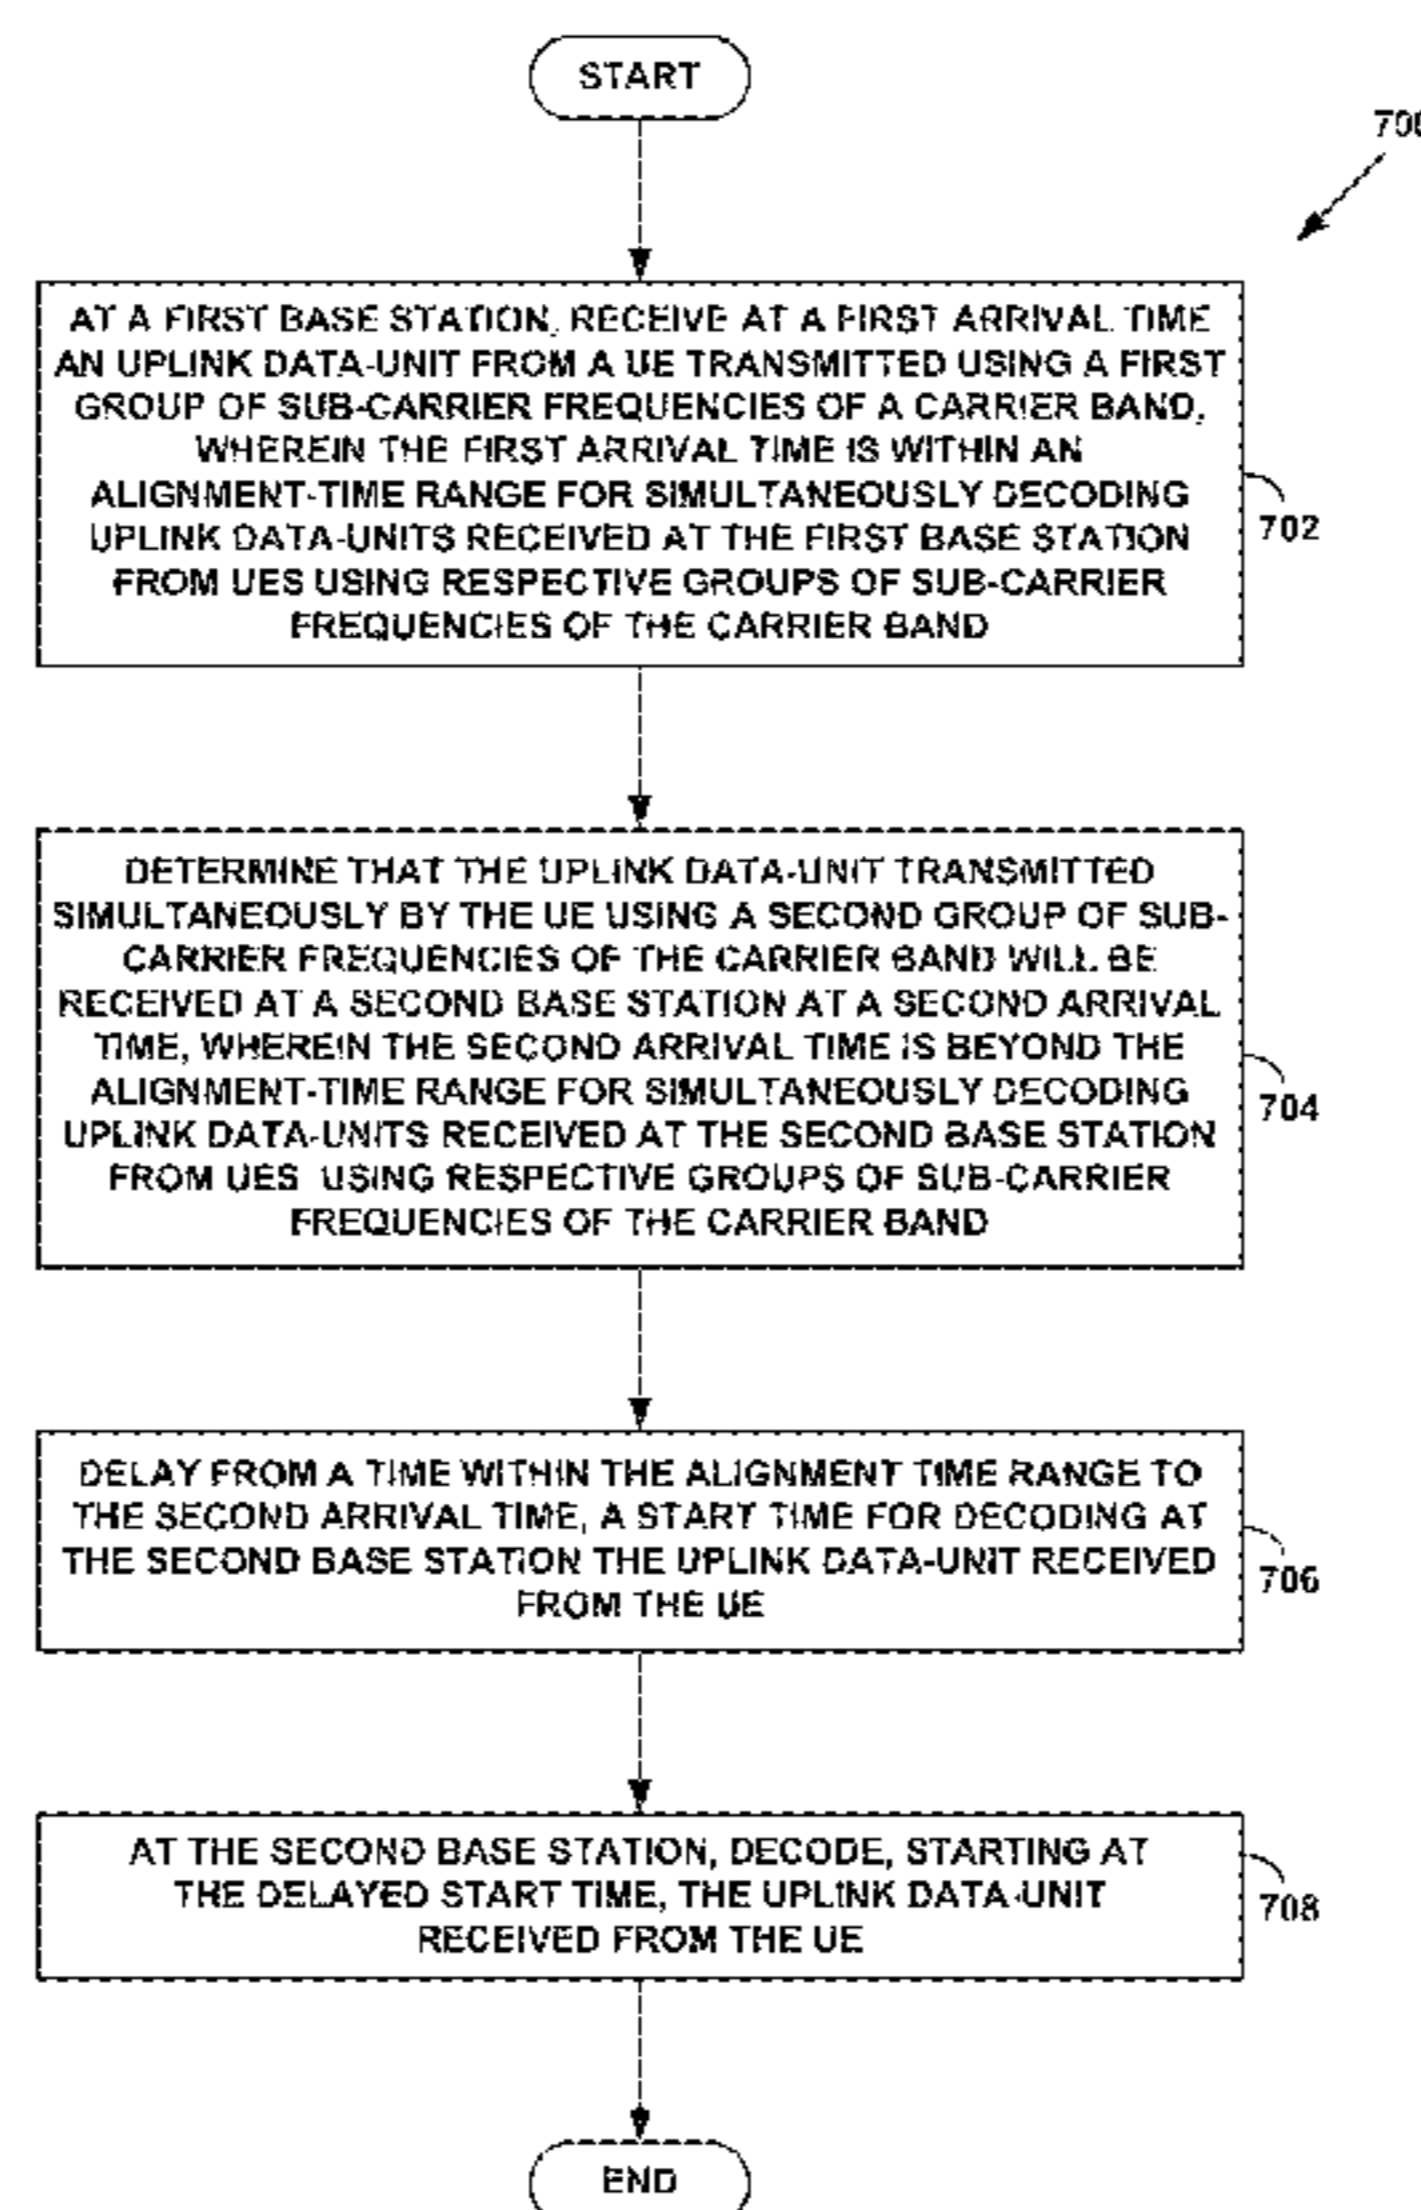 START
700
AT A FIRST BASE STATION, RECEIVE AT A FIRST ARRIVAL TIME
AN UPLINK DATA-UNIT FROM A UE TRANSMITTED USING A FIRST
GROUP OF SUB-CARRIER FREQUENCIES OF A CARRIER BAND,
WHEREIN THE FIRST ARRIVAL TIME IS WITHIN AN
ALIGNMENT-TIME RANGE FOR SIMULTANEOUSLY DECODING
UPLINK DATA-UNITS RECEIVED AT THE FIRST BASE STATION
FROM UES USING RESPECTIVE GROUPS OF SUB-CARRIER
FREQUENCIES OF THE CARRIER BAND
702
DETERMINE THAT THE UPLINK DATA-UNIT TRANSMITTED
SIMULTANEOUSLY BY THE UE USING A SECOND GROUP OF SUB-
CARRIER FREQUENCIES OF THE CARRIER BAND WILL BE
RECEIVED AT A SECOND BASE STATION AT A SECOND ARRIVAL
TIME, WHEREIN THE SECOND ARRIVAL TIME IS BEYOND THE
ALIGNMENT-TIME RANGE FOR SIMULTANEOUSLY DECODING
UPLINK DATA-UNITS RECEIVED AT THE SECOND BASE STATION
FROM UES USING RESPECTIVE GROUPS OF SUB-CARRIER
FREQUENCIES OF THE CARRIER BAND
704
DELAY FROM A TIME WITHIN THE ALIGNMENT TIME RANGE TO
THE SECOND ARRIVAL TIME, A START TIME FOR DECODING AT
THE SECOND BASE STATION THE UPLINK DATA-UNIT RECEIVED
FROM THE UE
706
AT THE SECOND BASE STATION, DECODE, STARTING AT
THE DELAYED START TIME, THE UPLINK DATA-UNIT
RECEIVED FROM THE UE
708
END